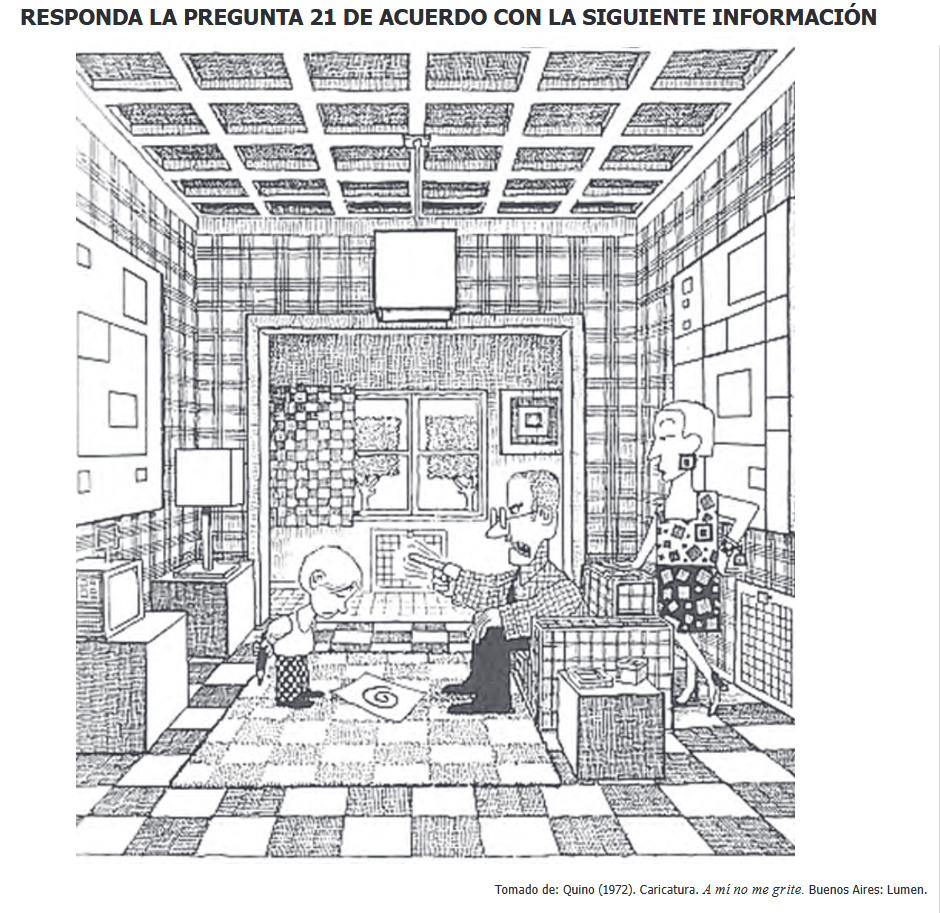 RESPONDA LA PREGUNTA 21 DE ACUERDO CON LA SIGUIENTE INFORMACIÓN
Tomado de: Quino (1972). Caricatura. A mí no me grite. Buenos Aires: Lumen.